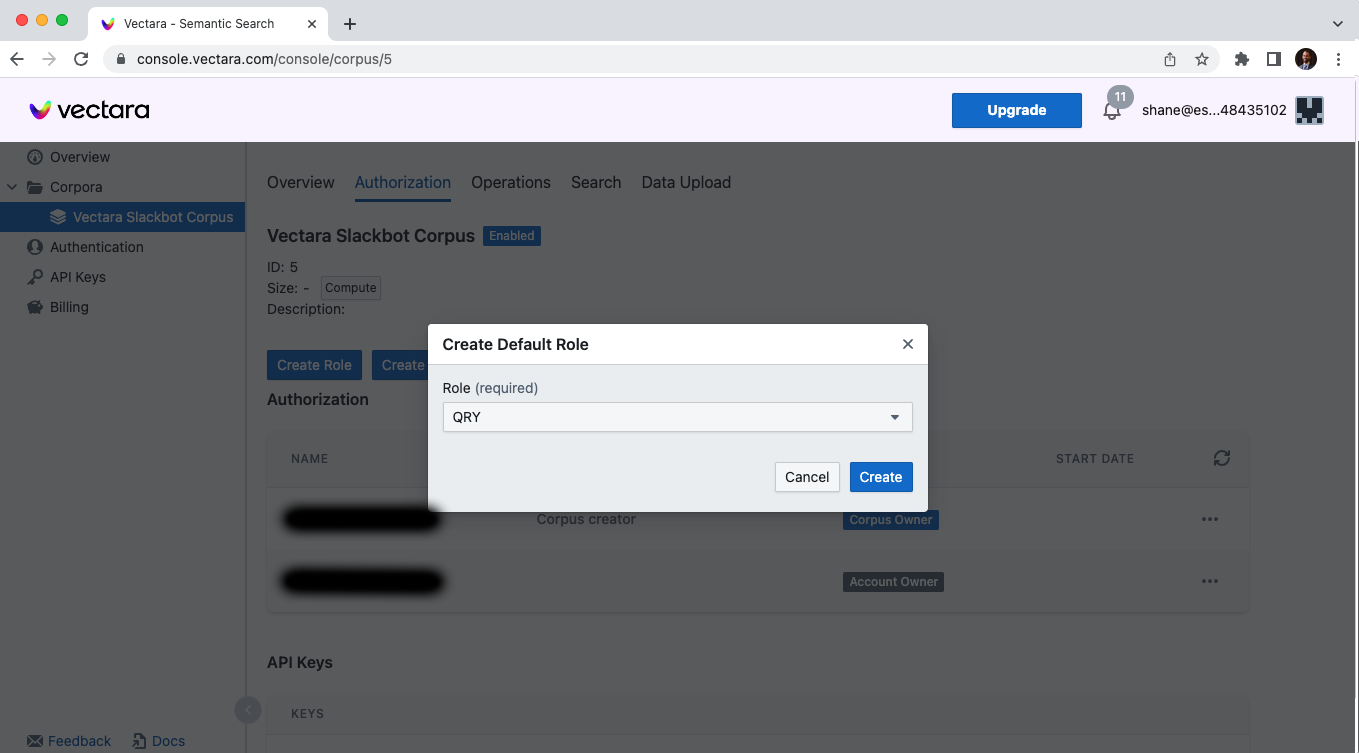 Vectara - Semantic Search
console.vectara.com/console/corpus/5
vectara
Upgrade
11
shane@es...48435102
Overview
Corpora
Vectara Slackbot Corpus
Authentication
API Keys
Billing
Feedback Docs
Overview Authorization Operations Search Data Upload
Vectara Slackbot Corpus Enabled
ID: 5
Size: - Compute
Description:
Create Role Create
Authorization
NAME START DATE
Corpus creator Corpus Owner
Account Owner
API Keys
KEYS
Create Default Role
Role (required)
QRY
Cancel Create